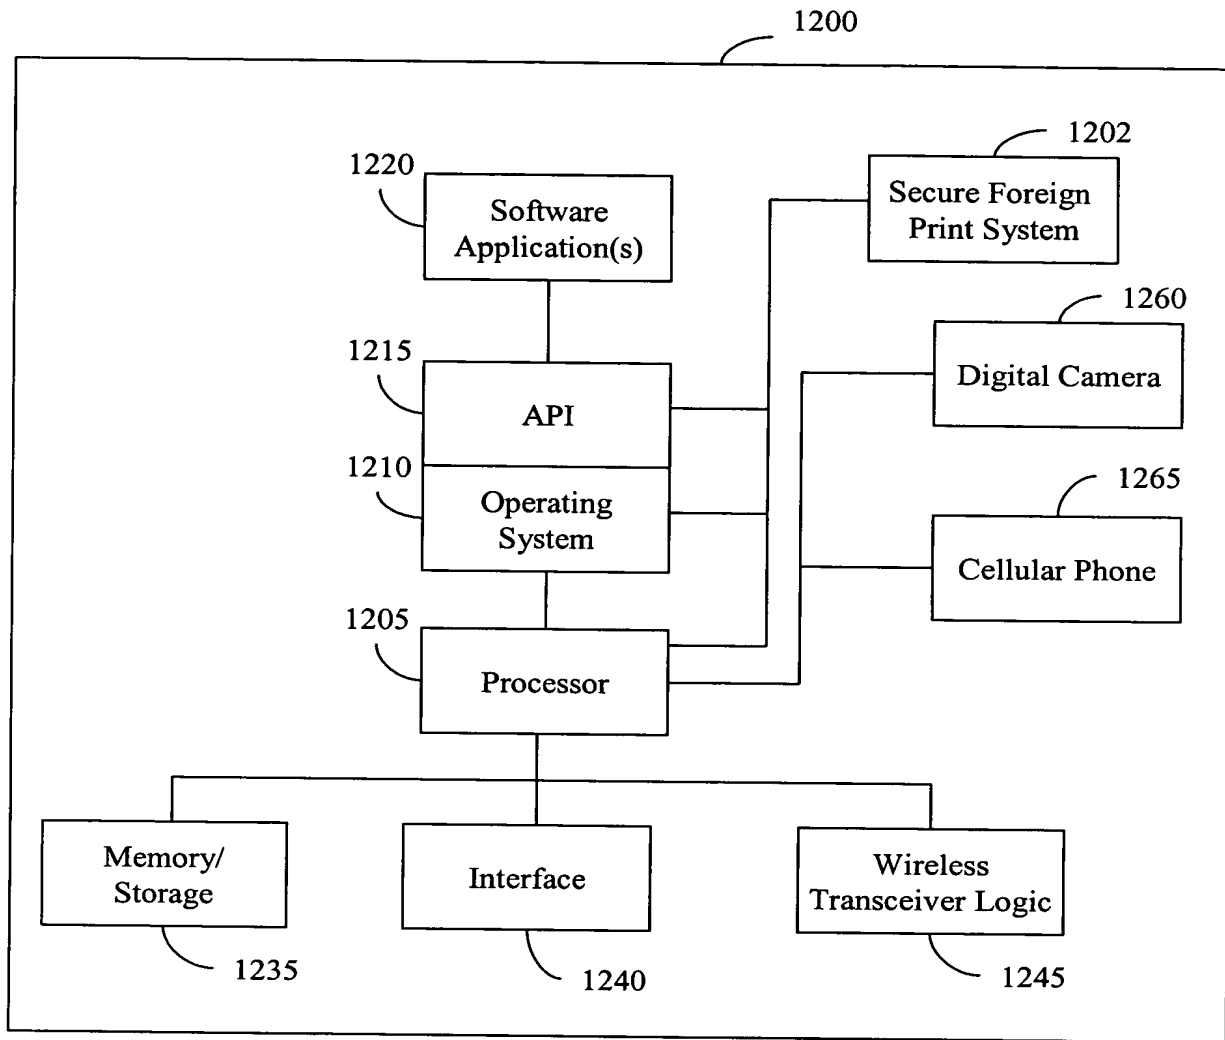 1200
1202
Secure Foreign
Print System
1220
Software
Application(s)
1260
Digital Camera
1215
API
1210
Operating
System
1265
Cellular Phone
1205
Processor
Memory/
Storage
1235
Interface
1240
Wireless
Transceiver Logic
1245